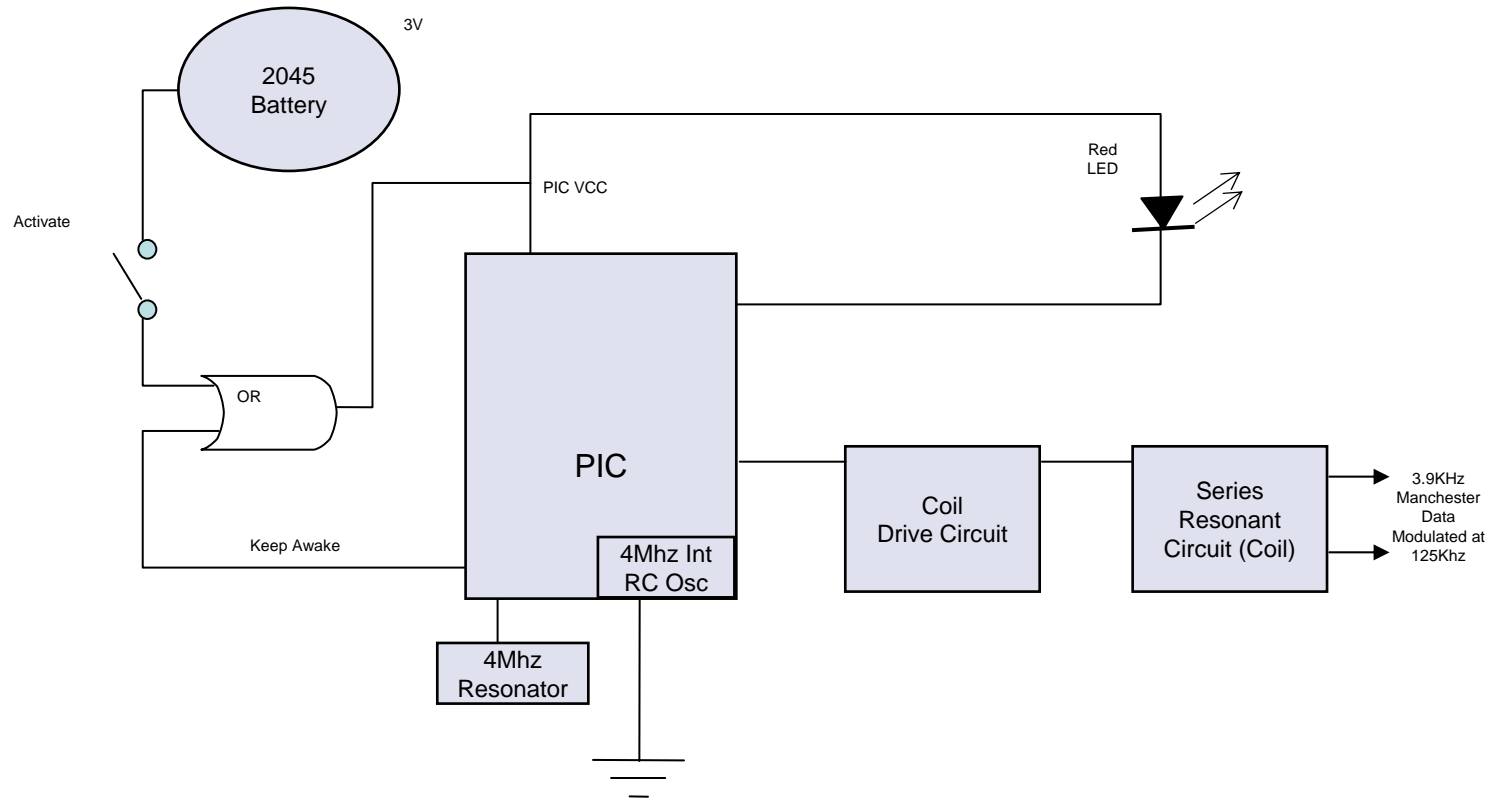 3V
2045
Battery
Red
LED
PIC VCC
Activate
OR
PIC
Coil
Drive Circuit
Series
Resonant
Circuit (Coil)
3.9KHz
Manchester
Data
Modulated at
125Khz
Keep Awake
4Mhz Int
RC Osc
4Mhz
Resonator